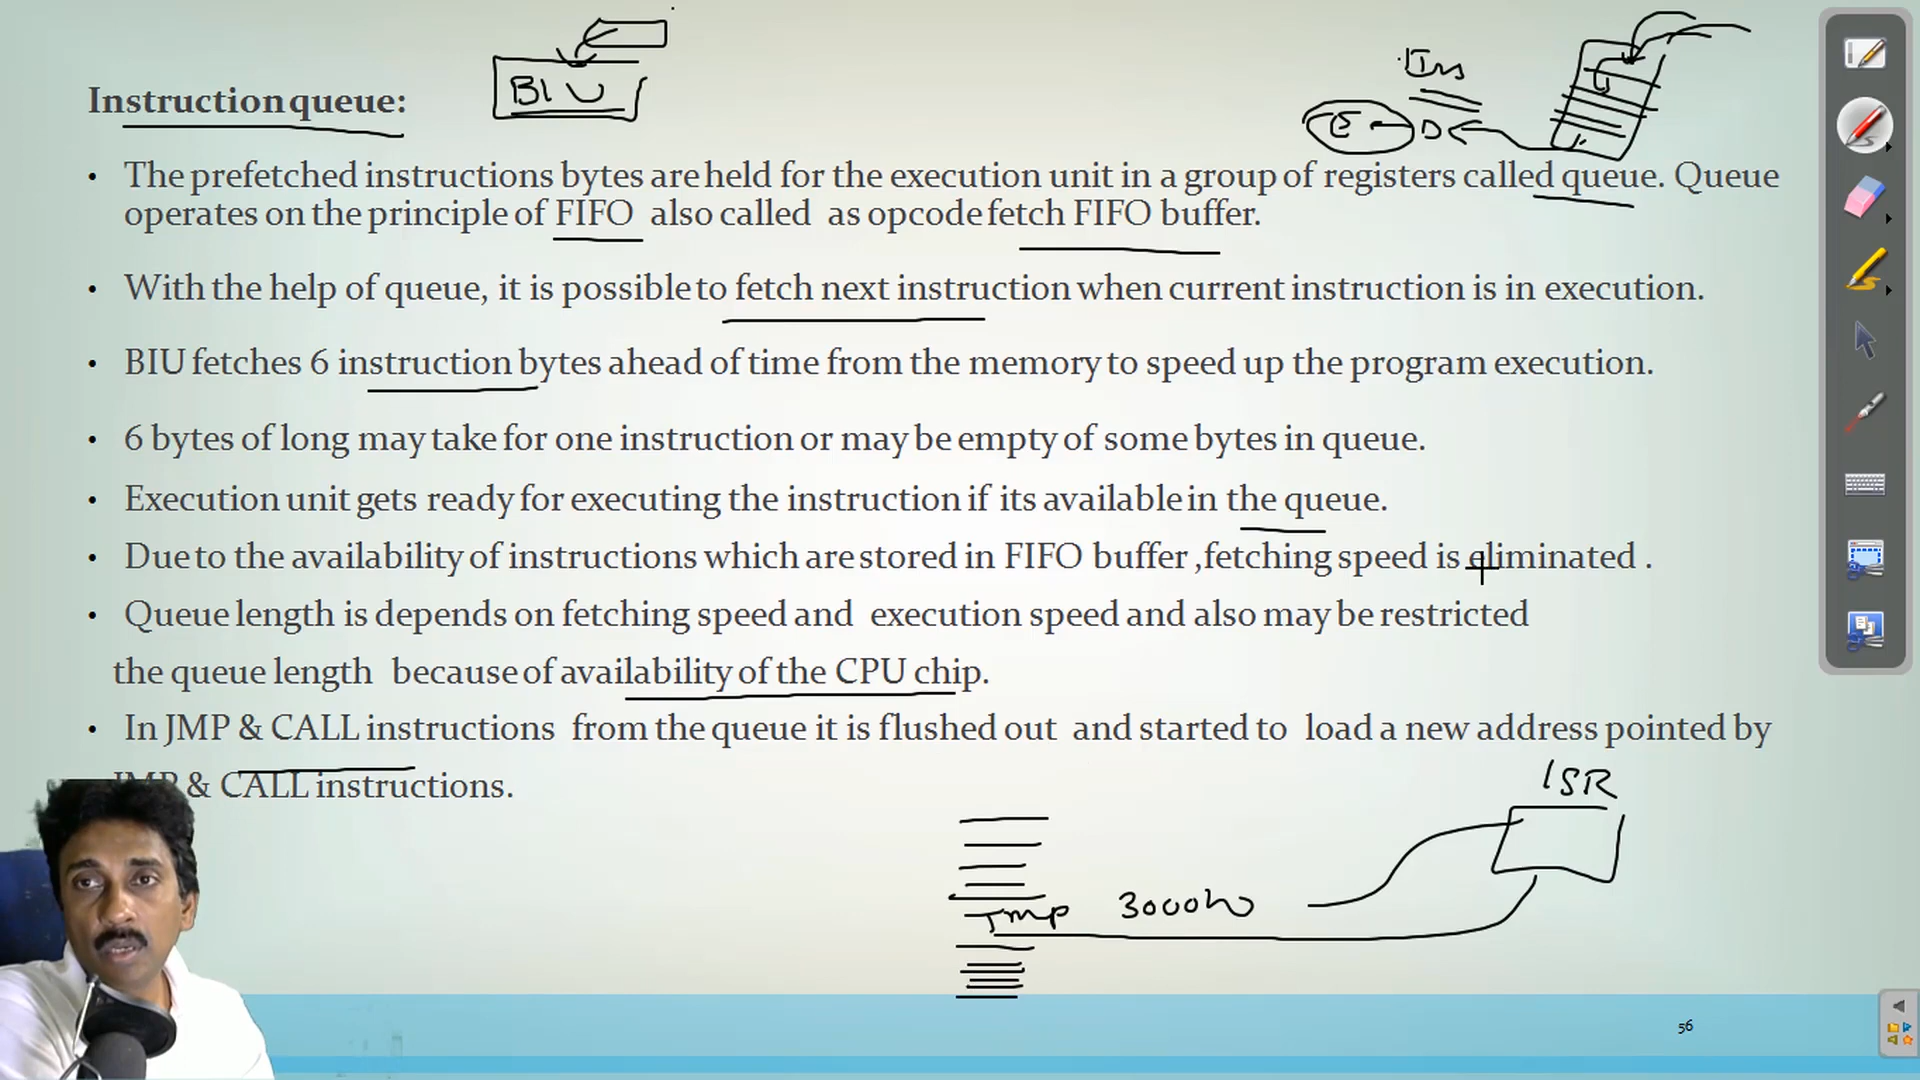 BIU
Ins
E D
Instruction queue:
• The prefetched instructions bytes are held for the execution unit in a group of registers called queue. Queue
operates on the principle of FIFO also called as opcode fetch FIFO buffer.
• With the help of queue, it is possible to fetch next instruction when current instruction is in execution.
• BIU fetches 6 instruction bytes ahead of time from the memory to speed up the program execution.
• 6 bytes of long may take for one instruction or may be empty of some bytes in queue.
• Execution unit gets ready for executing the instruction if its available in the queue.
• Due to the availability of instructions which are stored in FIFO buffer ,fetching speed is eliminated .
• Queue length is depends on fetching speed and execution speed and also may be restricted
the queue length because of availability of the CPU chip.
• In JMP & CALL instructions from the queue it is flushed out and started to load a new address pointed by
JMP & CALL instructions.
ISR
Jmp 3000
56